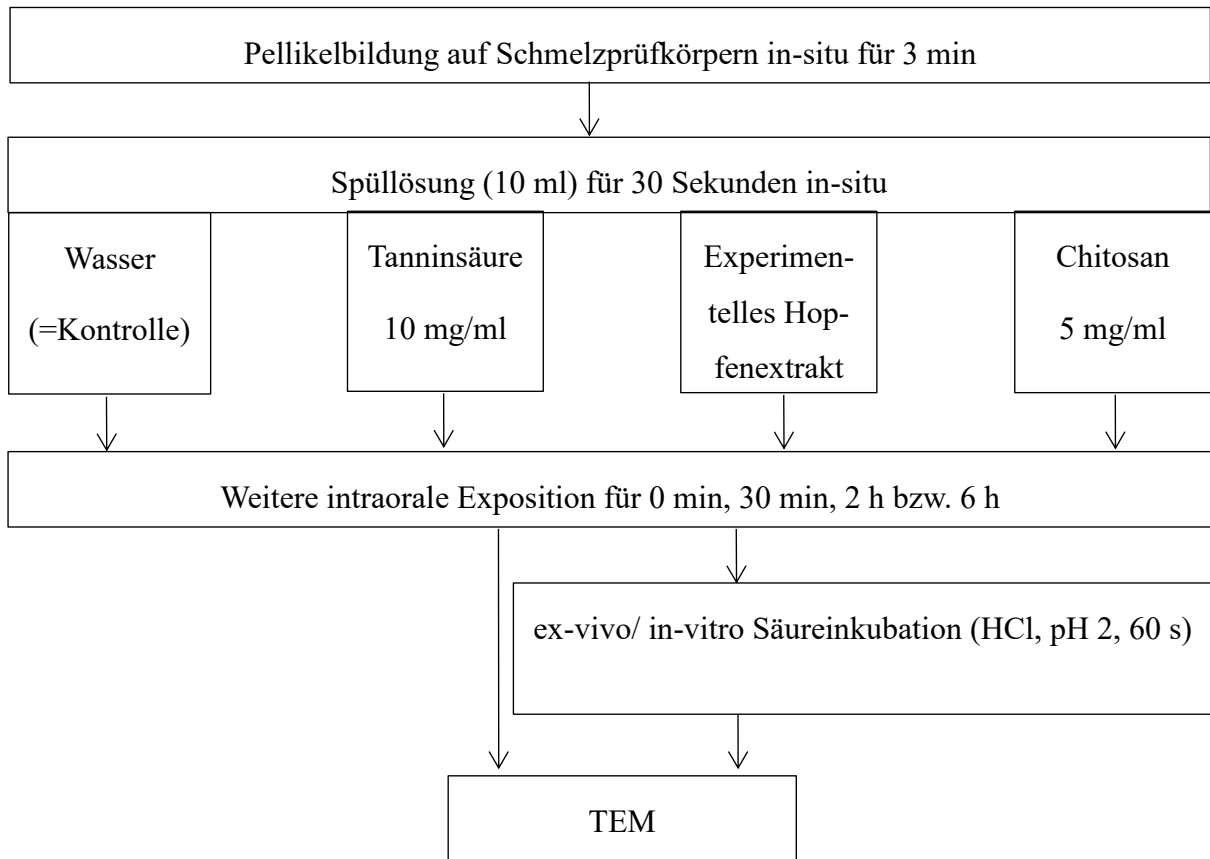 Pellikelbildung auf Schmelzprüfkörpern in-situ für 3 min
Spüllösung (10 ml) für 30 Sekunden in-situ
Wasser
(=Kontrolle)
Tanninsäure
10 mg/ml
Experimen-
telles Hop-
fenextrakt
Chitosan
5 mg/ml
Weitere intraorale Exposition für 0 min, 30 min, 2 h bzw. 6 h
ex-vivo/ in-vitro Säureinkubation (HCl, pH 2, 60 s)
TEM